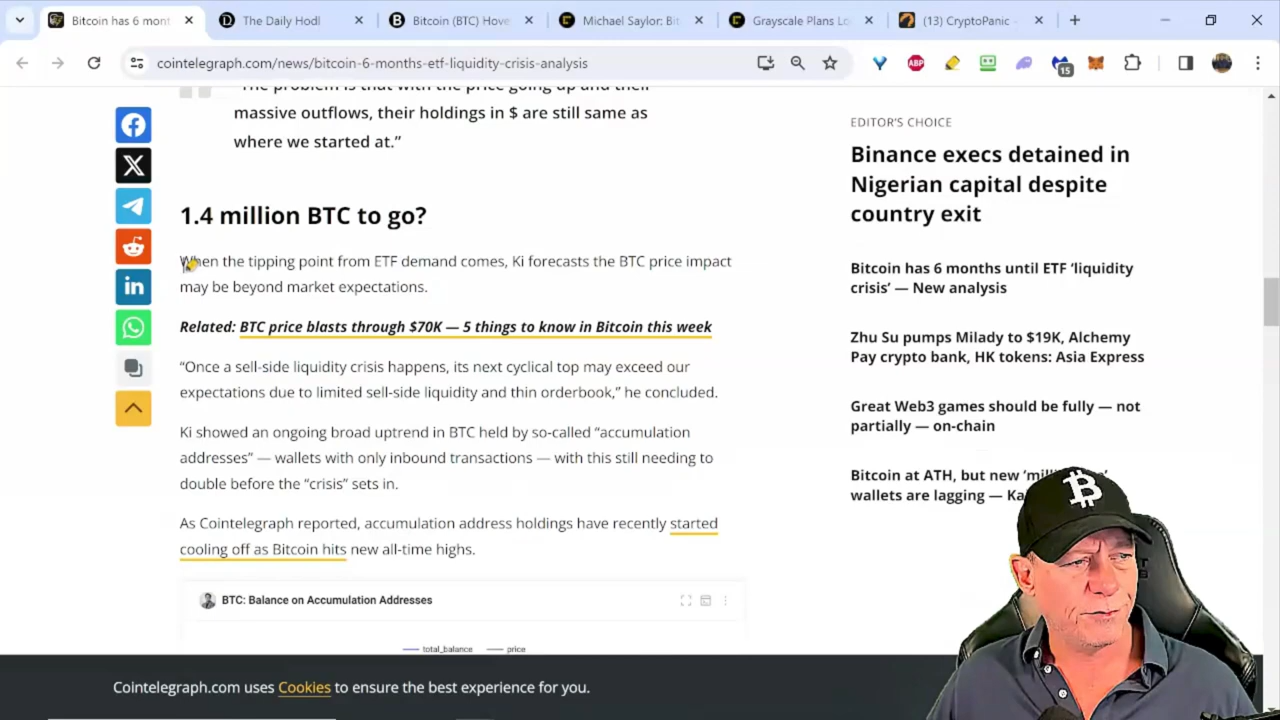 Bitcoin has 6 mont
The Daily Hodl
Bitcoin (BTC) Hove
Michael Saylor: Bit
Grayscale Plans Lo
(13) CryptoPanic -
cointelegraph.com/news/bitcoin-6-months-etf-liquidity-crisis-analysis
ABP
15
"The problem is that with the price going up and their
massive outflows, their holdings in $ are still same as
where we started at.”
1.4 million BTC to go?
When the tipping point from ETF demand comes, Ki forecasts the BTC price impact
may be beyond market expectations.
Related: BTC price blasts through $70K — 5 things to know in Bitcoin this week
“Once a sell-side liquidity crisis happens, its next cyclical top may exceed our
expectations due to limited sell-side liquidity and thin orderbook,” he concluded.
Ki showed an ongoing broad uptrend in BTC held by so-called “accumulation
addresses” — wallets with only inbound transactions — with this still needing to
double before the “crisis” sets in.
As Cointelegraph reported, accumulation address holdings have recently started
cooling off as Bitcoin hits new all-time highs.
BTC: Balance on Accumulation Addresses
total_balance
price
EDITOR’S CHOICE
Binance execs detained in
Nigerian capital despite
country exit
Bitcoin has 6 months until ETF ‘liquidity
crisis’ — New analysis
Zhu Su pumps Milady to $19K, Alchemy
Pay crypto bank, HK tokens: Asia Express
Great Web3 games should be fully — not
partially — on-chain
Bitcoin at ATH, but new
wallets are lagging —
Cointelegraph.com uses Cookies to ensure the best experience for you.